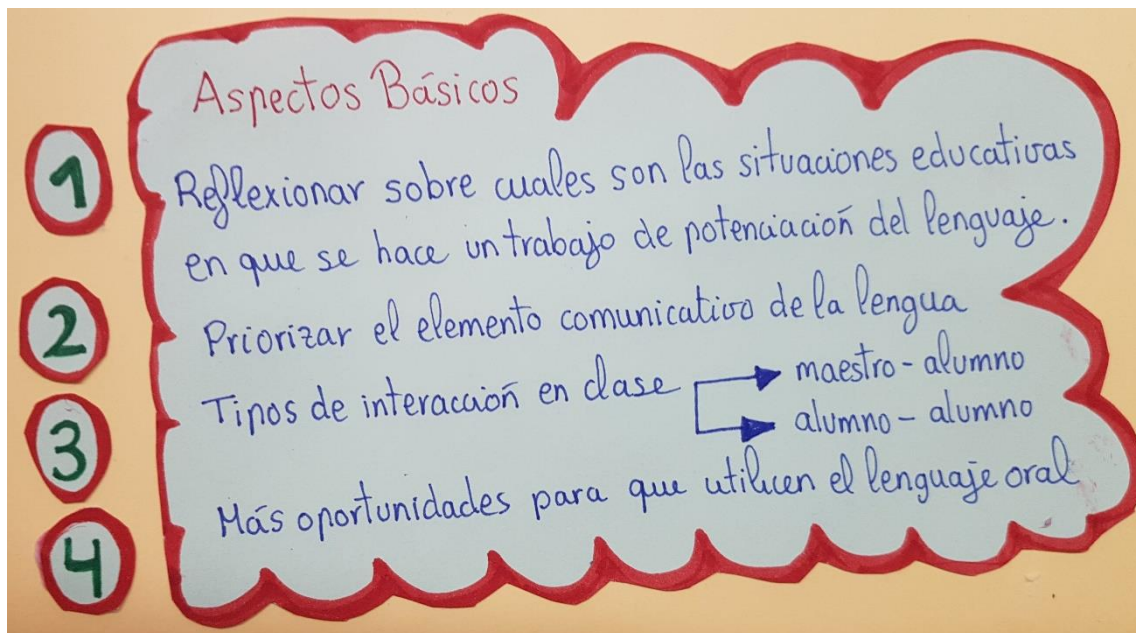 Aspectos Básicos
1
Reflexionar sobre cuales son las situaciones educativas
en que se hace un trabajo de potenciación del lenguaje.
2
Priorizar el elemento comunicativo de la lengua
3
Tipos de interacción en clase
maestro - alumno
alumno - alumno
4
Más oportunidades para que utilicen el lenguaje oral